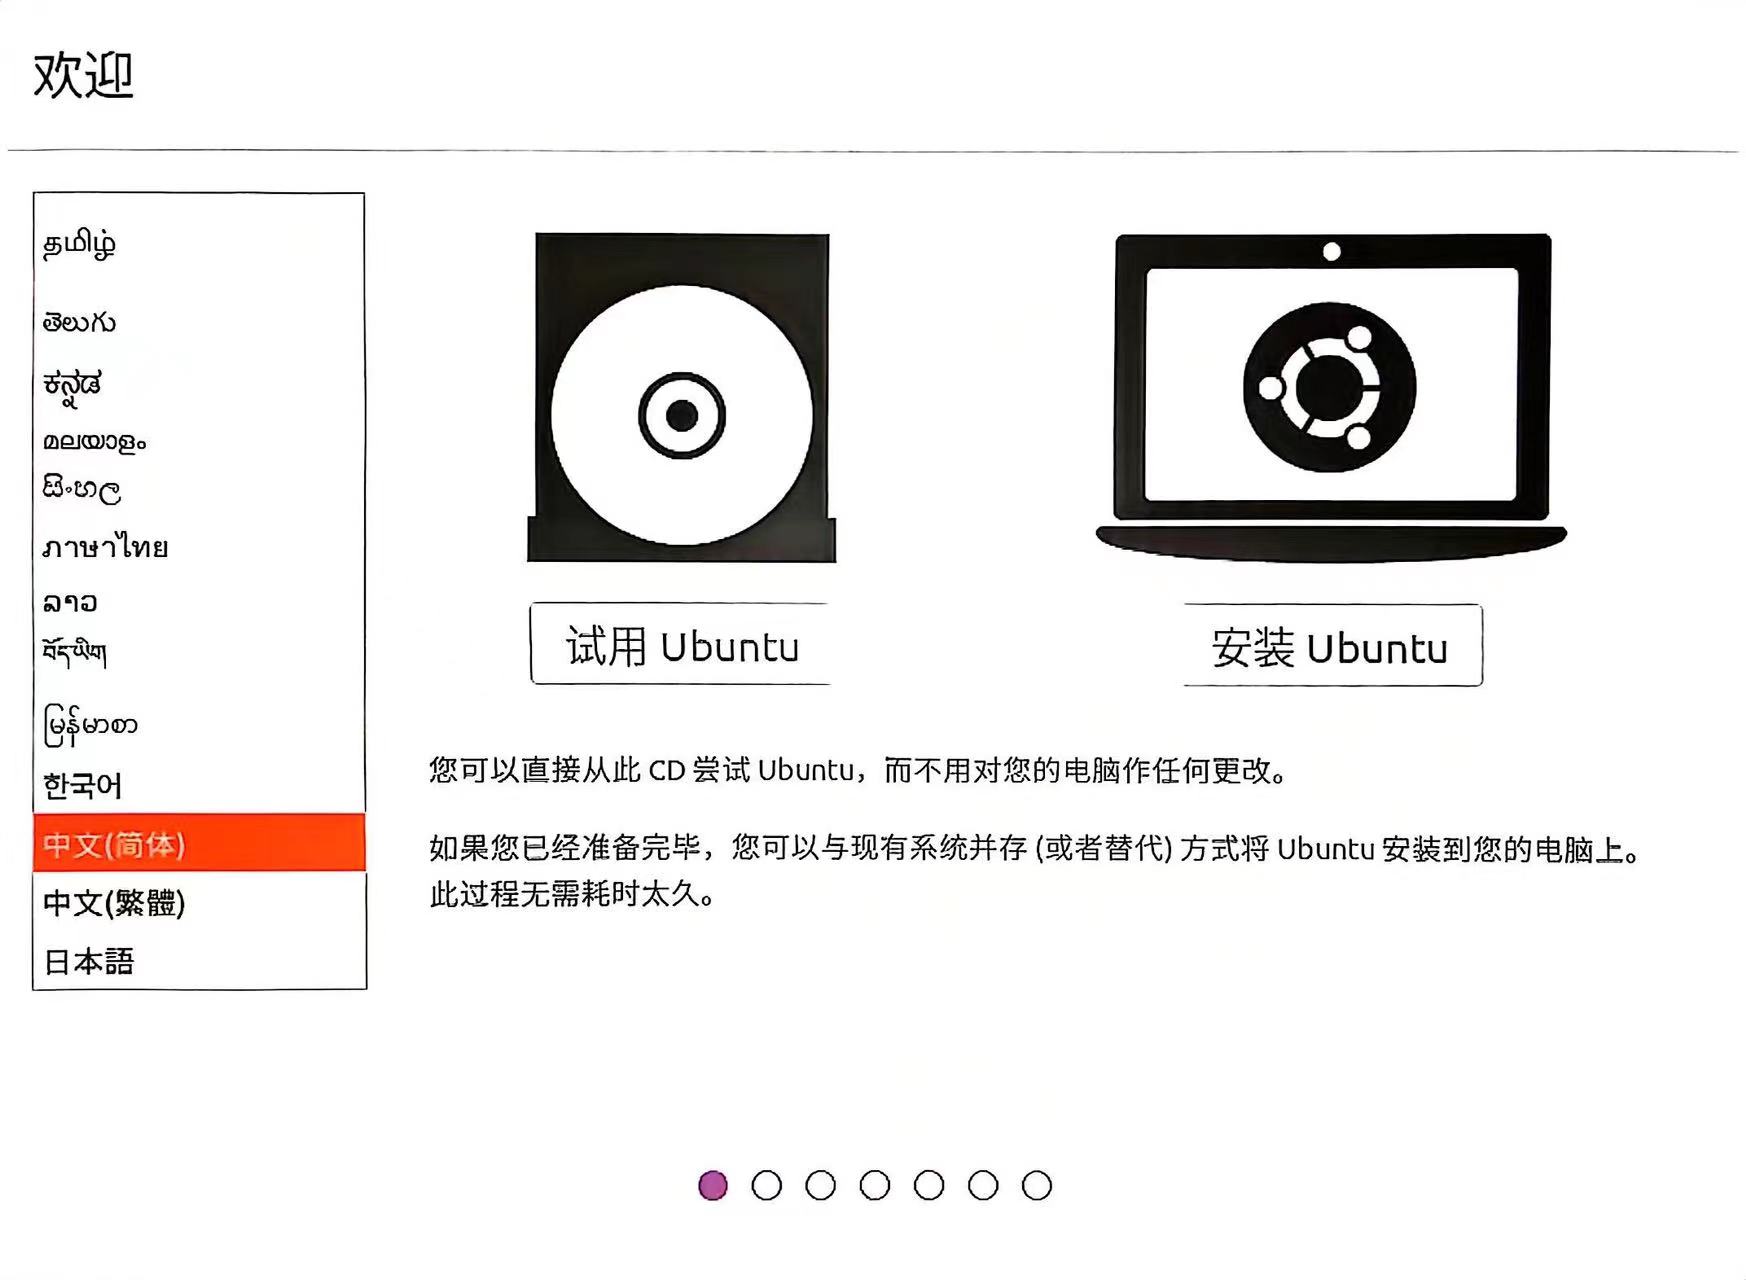 欢迎
தமிழ்
తెలుగు
ಕನ್ನಡ
മലയാളം
සිංහල
ภาษาไทย
ລາວ
བོད་ཡིག
မြန်မာစာ
한국어
中文(简体)
中文(繁體)
日本語
试用 Ubuntu
安装 Ubuntu
您可以直接从此 CD 尝试 Ubuntu，而不用对您的电脑作任何更改。
如果您已经准备完毕，您可以与现有系统并存 (或者替代) 方式将 Ubuntu 安装到您的电脑上。
此过程无需耗时太久。